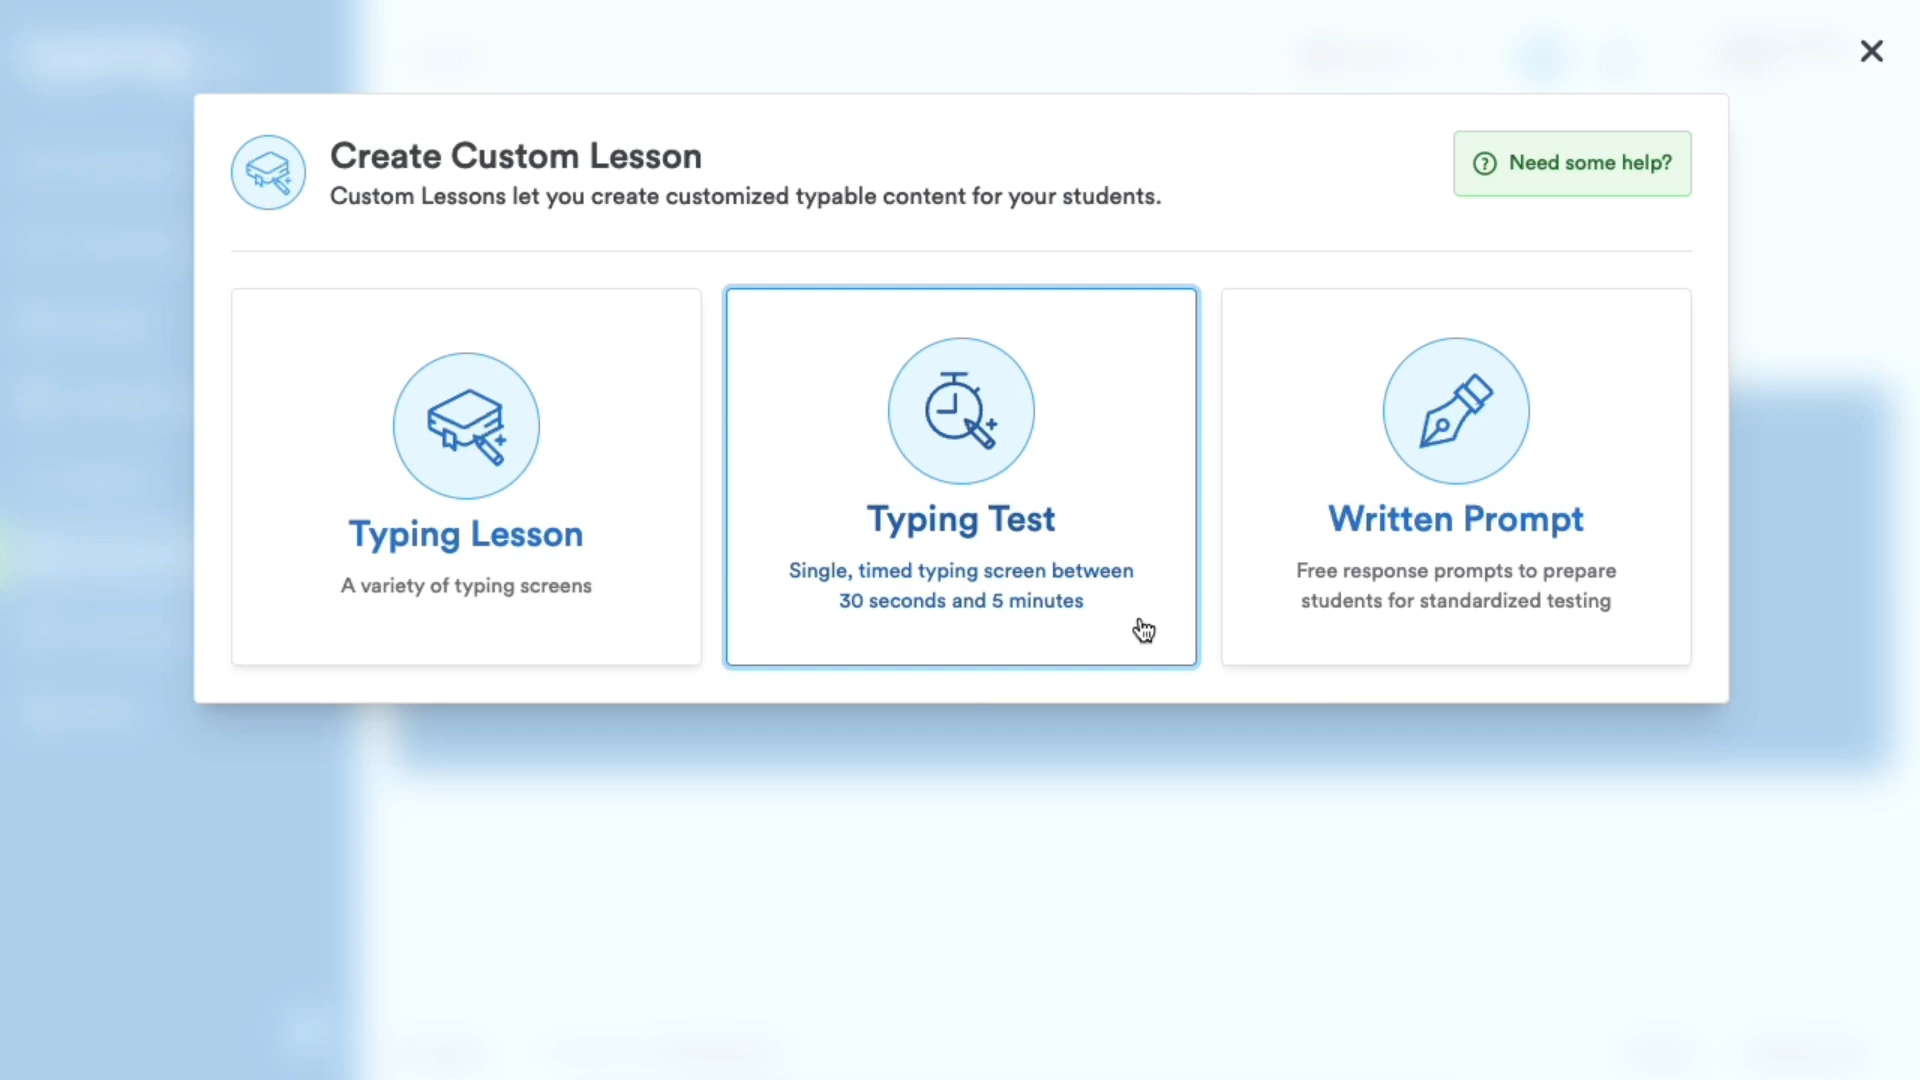 Create Custom Lesson
Custom Lessons let you create customized typable content for your students.
Need some help?
Typing Lesson
A variety of typing screens
Typing Test
Single, timed typing screen between
30 seconds and 5 minutes
Written Prompt
Free response prompts to prepare
students for standardized testing